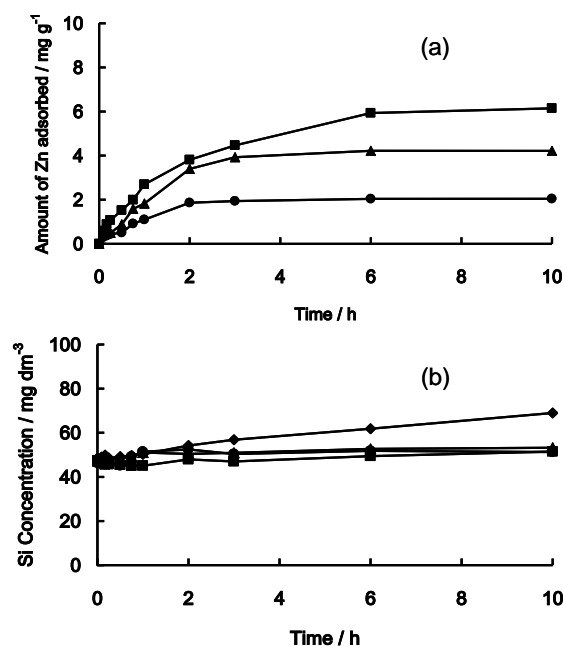 (a)
Amount of Zn adsorbed / mg g⁻¹
10
8
6
4
2
0
0 2 4 6 8 10
Time / h
(b)
Si Concentration / mg dm⁻³
100
80
60
40
20
0
0 2 4 6 8 10
Time / h